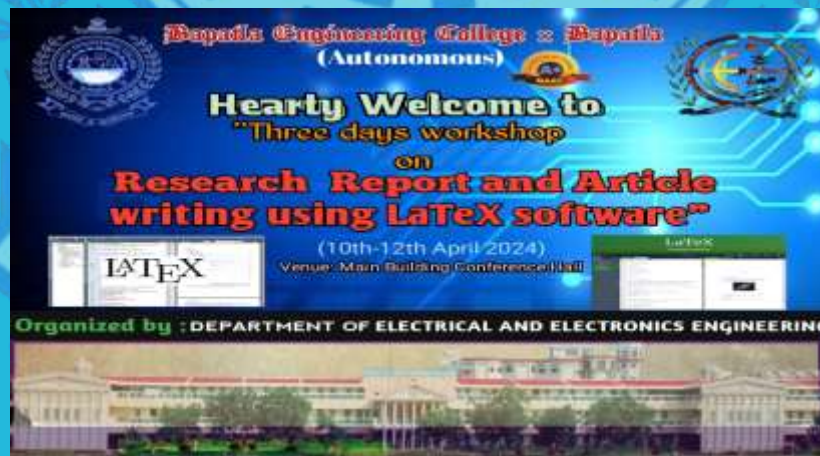 Bapatla Engineering College :: Bapatla
(Autonomous)
Hearty Welcome to
"Three days workshop
on
Research Report and Article
writing using LaTeX software"
(10th-12th April 2024)
Venue: Main Building Conference Hall
LATEX
LaTeX
Organized by : DEPARTMENT OF ELECTRICAL AND ELECTRONICS ENGINEERING